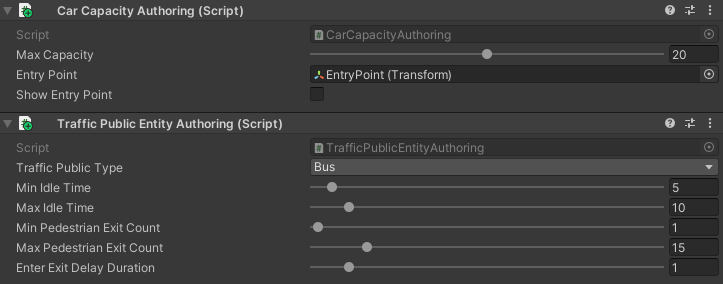 Car Capacity Authoring (Script)
Script CarCapacityAuthoring
Max Capacity 20
Entry Point EntryPoint (Transform)
Show Entry Point
Traffic Public Entity Authoring (Script)
Script TrafficPublicEntityAuthoring
Traffic Public Type Bus
Min Idle Time 5
Max Idle Time 10
Min Pedestrian Exit Count 1
Max Pedestrian Exit Count 15
Enter Exit Delay Duration 1